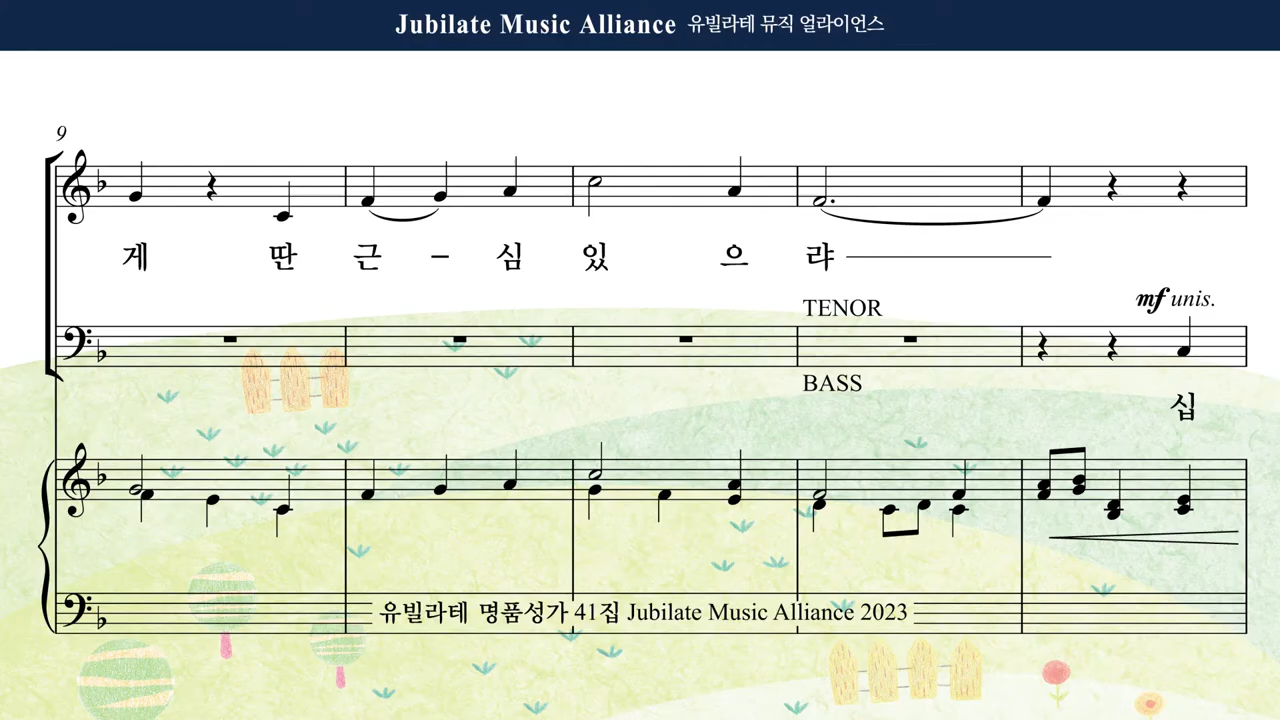 Jubilate Music Alliance 유빌라테 뮤직 얼라이언스
9
게 딴 근 – 심 있 으 랴
TENOR
mf unis.
BASS
십
유빌라테 명품성가 41집 Jubilate Music Alliance 2023